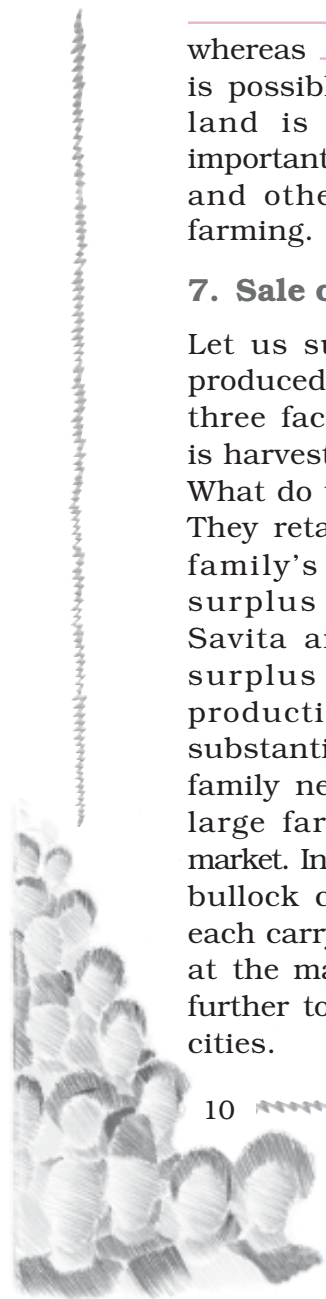 whereas
is possibl
land is
important
and othe
farming.
7. Sale o
Let us su
produced
three fac
is harvest
What do t
They reta
family's
surplus
Savita a
surplus
producti
substanti
family ne
large far
market. In
bullock c
each carry
at the ma
further to
cities.
10